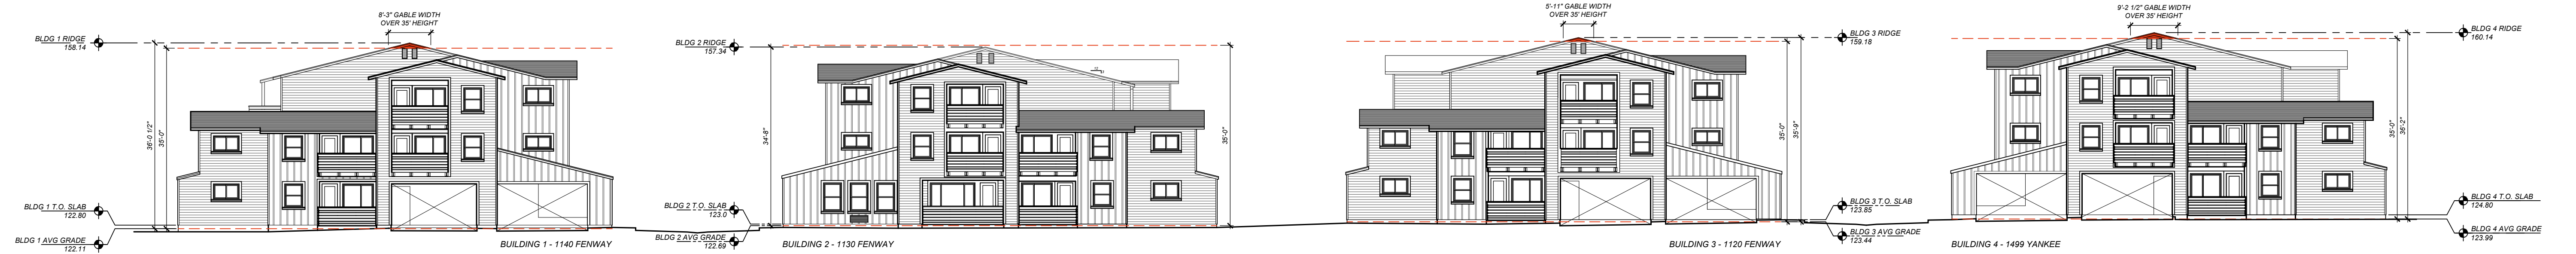 8'-3" GABLE WIDTH
OVER 35' HEIGHT
BLDG 1 RIDGE
158.14
36'-0 1/2"
35'-0"
BLDG 1 T.O. SLAB
122.80
BLDG 1 AVG GRADE
122.11
BUILDING 1 - 1140 FENWAY
BLDG 2 RIDGE
157.34
34'-8"
35'-0"
BLDG 2 T.O. SLAB
123.0
BLDG 2 AVG GRADE
122.69
BUILDING 2 - 1130 FENWAY
5'-11" GABLE WIDTH
OVER 35' HEIGHT
BLDG 3 RIDGE
159.18
35'-0"
35'-9"
BLDG 3 T.O. SLAB
123.85
BLDG 3 AVG GRADE
123.44
BUILDING 3 - 1120 FENWAY
9'-2 1/2" GABLE WIDTH
OVER 35' HEIGHT
BLDG 4 RIDGE
160.14
35'-0"
36'-2"
BLDG 4 T.O. SLAB
124.80
BLDG 4 AVG GRADE
123.99
BUILDING 4 - 1499 YANKEE